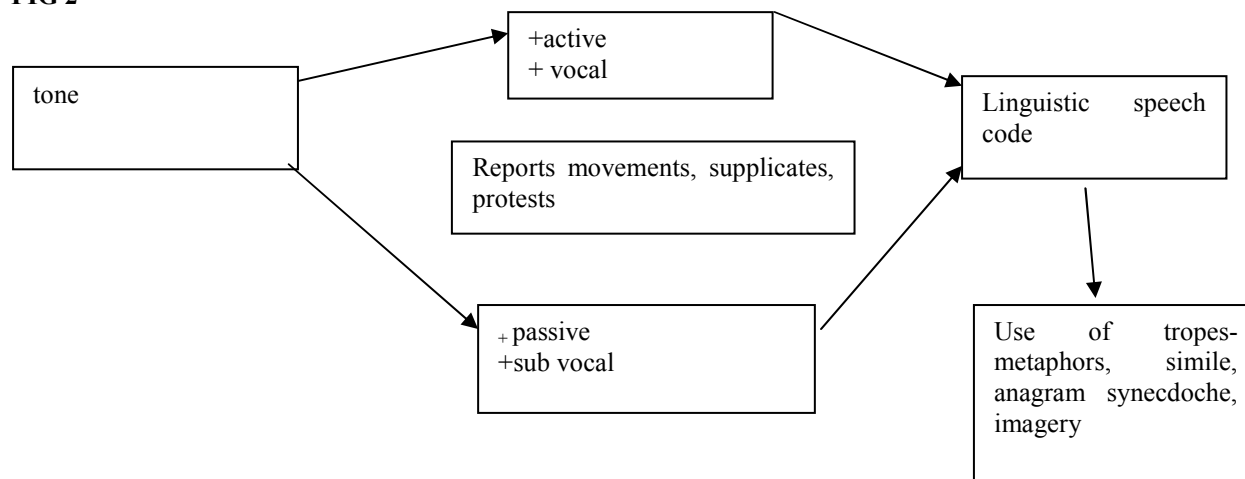 FIG 2
tone
+active
+ vocal
Reports movements, supplicates,
protests
+ passive
+sub vocal
Linguistic speech
code
Use of tropes-
metaphors, simile,
anagram synecdoche,
imagery